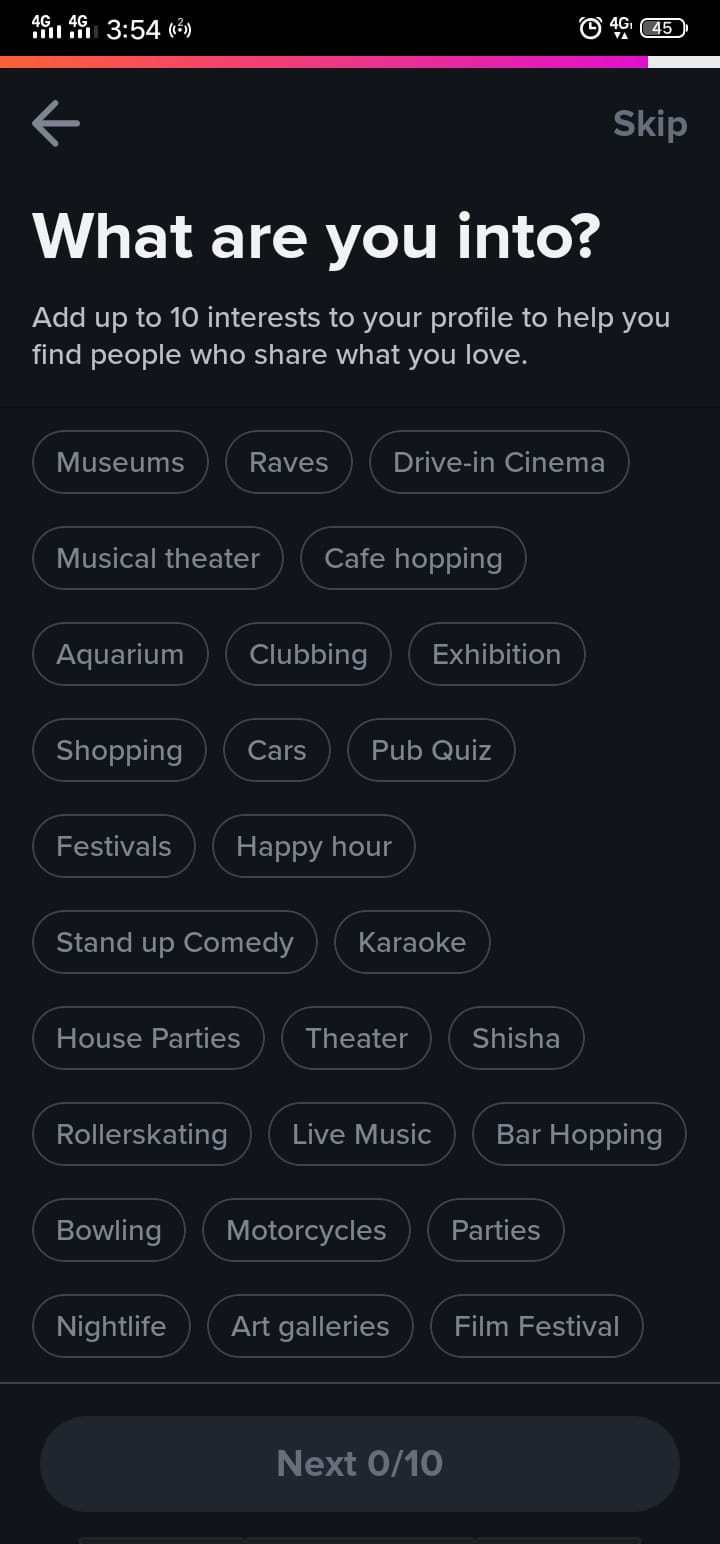 4G 4G 3:54 2 4G 45
Skip
What are you into?
Add up to 10 interests to your profile to help you
find people who share what you love.
Museums Raves Drive-in Cinema
Musical theater Cafe hopping
Aquarium Clubbing Exhibition
Shopping Cars Pub Quiz
Festivals Happy hour
Stand up Comedy Karaoke
House Parties Theater Shisha
Rollerskating Live Music Bar Hopping
Bowling Motorcycles Parties
Nightlife Art galleries Film Festival
Next 0/10